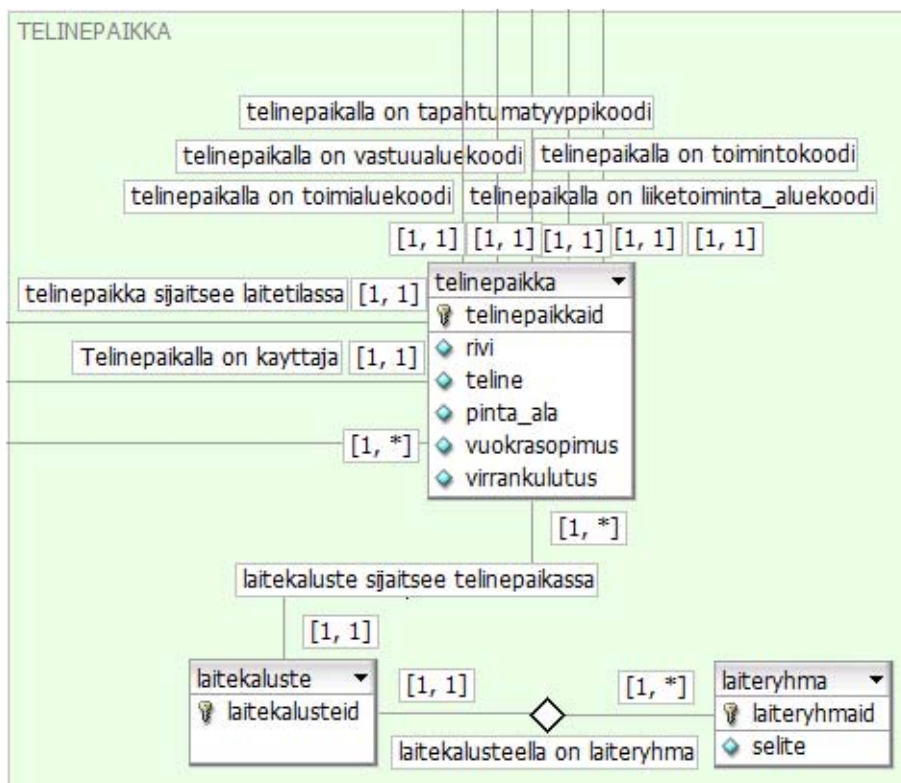 TELINEPAIKKA
telinepaikalla on tapahtumatyyppikoodi
telinepaikalla on vastuualuekoodi
telinepaikalla on toimintokoodi
telinepaikalla on toimialuekoodi
telinepaikalla on liiketoiminta_aluekoodi
[1, 1] [1, 1] [1, 1] [1, 1] [1, 1]
telinepaikka
telinepaikka sijaitsee laitetilassa [1, 1]
telinepaikkaid
rivi
Telinepaikalla on kayttaja [1, 1]
teline
pinta_ala
[1, *]
vuokrasopimus
virrankulutus
[1, *]
laitekaluste sijaitsee telinepaikassa
[1, 1]
laitekaluste
laitekalusteid
[1, 1]
[1, *]
laitekalusteella on laiteryhma
laiteryhma
laiteryhmaid
selite